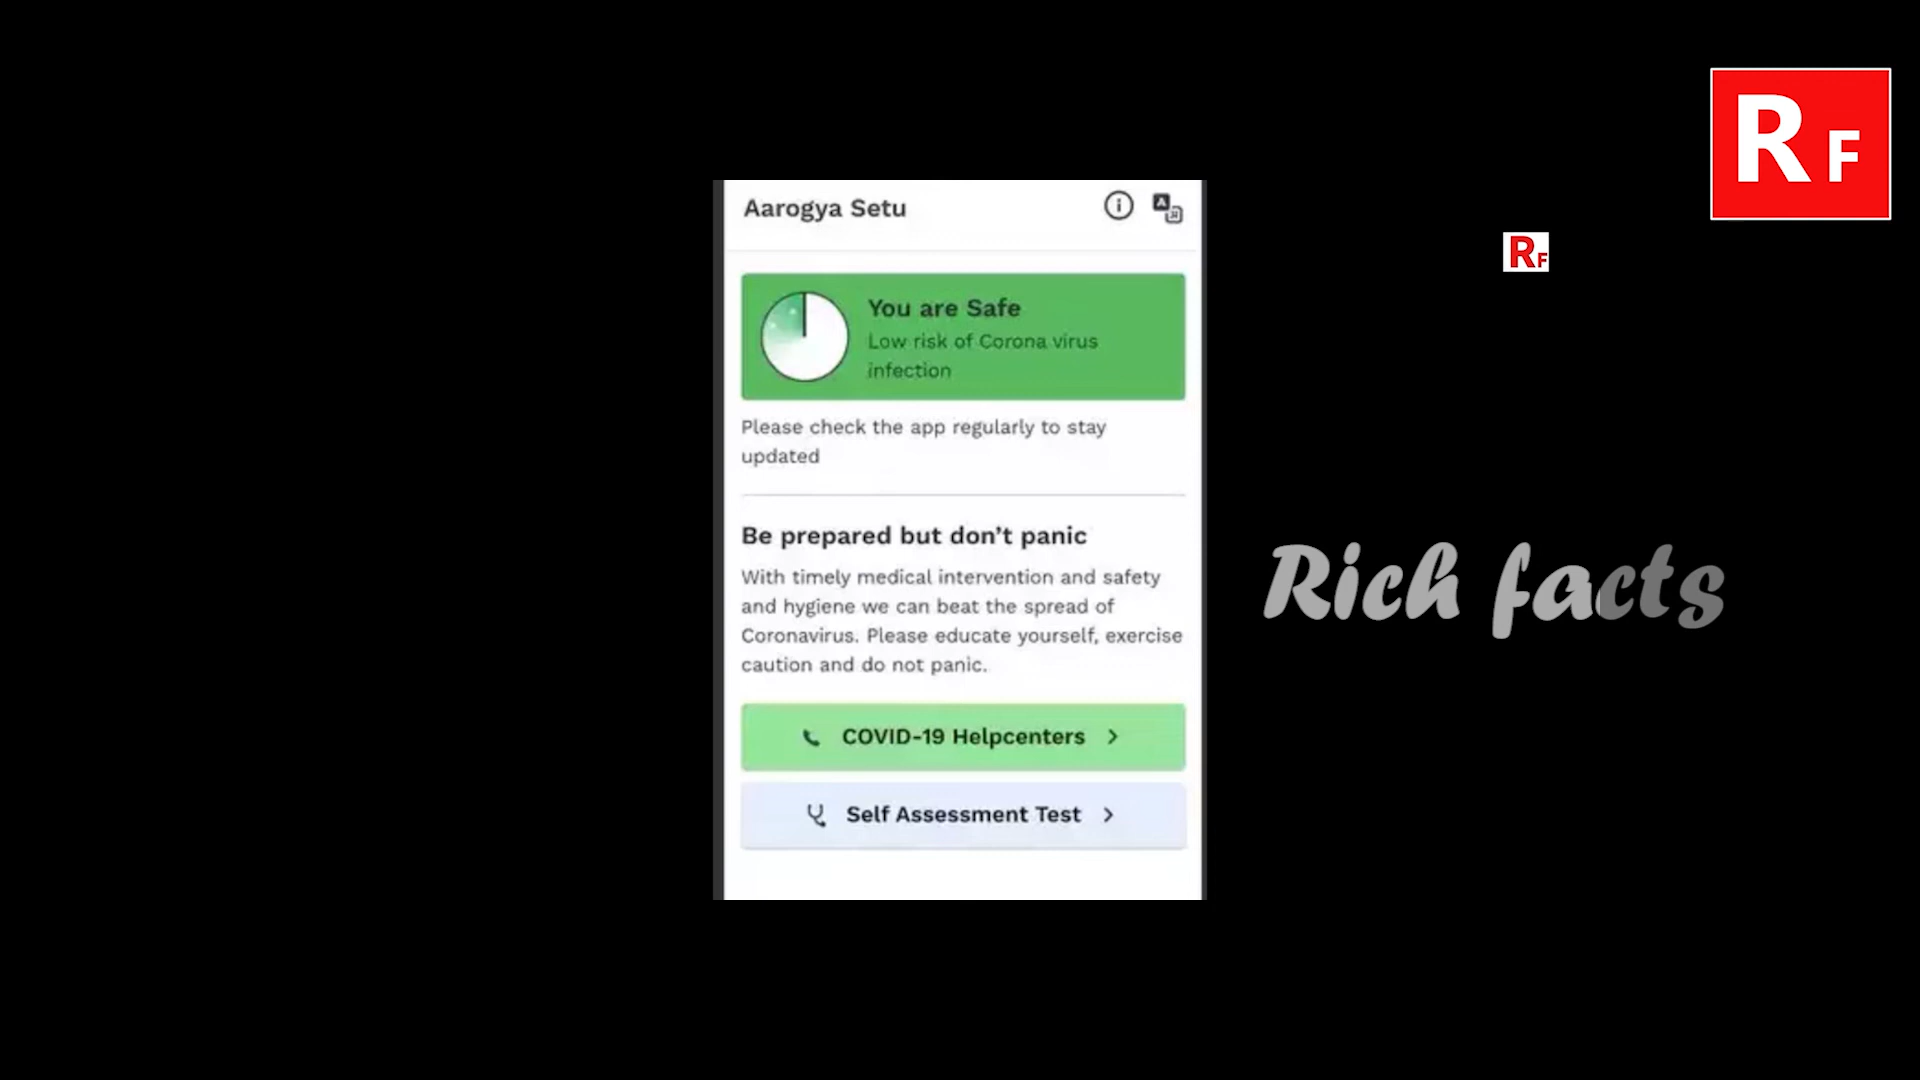 RF
Aarogya Setu
RF
You are Safe
Low risk of Corona virus
infection
Please check the app regularly to stay
updated
Be prepared but don't panic
With timely medical intervention and safety
and hygiene we can beat the spread of
Coronavirus. Please educate yourself, exercise
caution and do not panic.
Rich facts
COVID-19 Helpcenters
Self Assessment Test